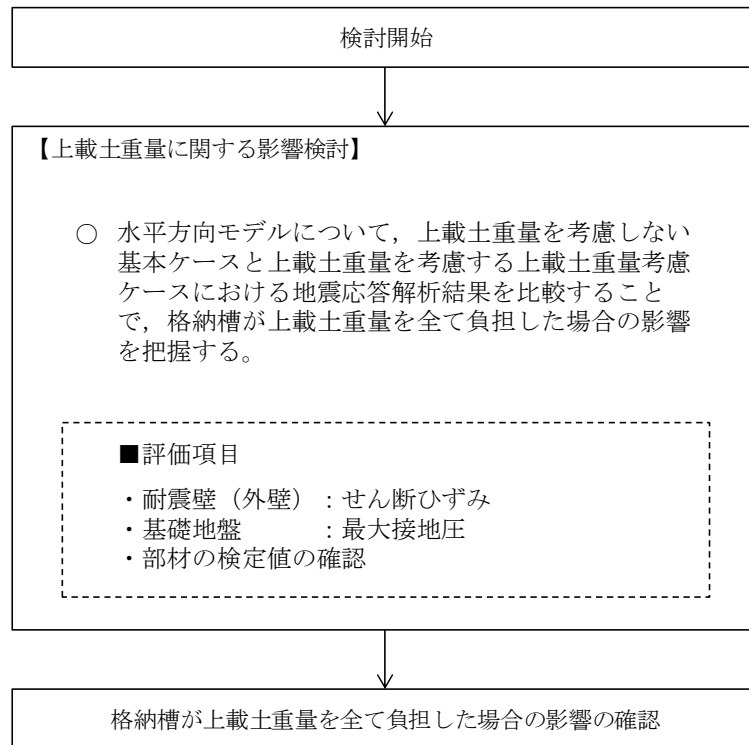 検討開始
【上載土重量に関する影響検討】
○ 水平方向モデルについて，上載土重量を考慮しない
基本ケースと上載土重量を考慮する上載土重量考慮
ケースにおける地震応答解析結果を比較すること
で，格納槽が上載土重量を全て負担した場合の影響
を把握する。
■評価項目
・耐震壁（外壁）：せん断ひずみ
・基礎地盤　　　：最大接地圧
・部材の検定値の確認
格納槽が上載土重量を全て負担した場合の影響の確認